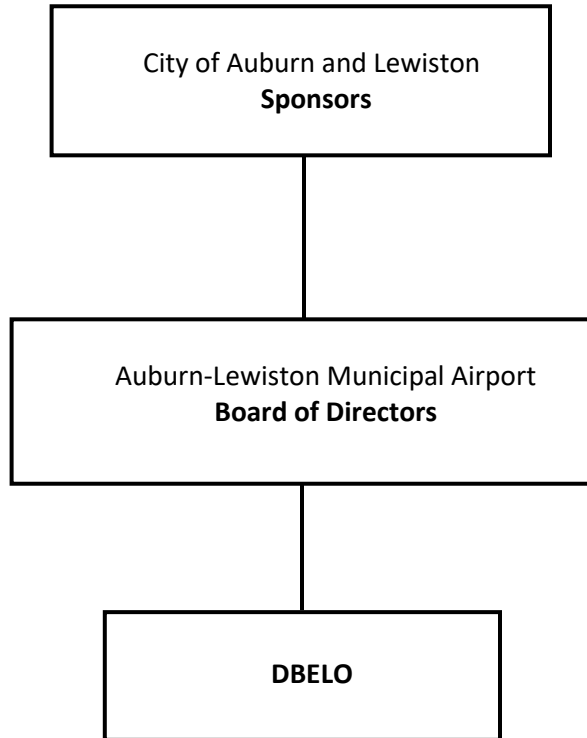 City of Auburn and Lewiston
Sponsors
Auburn-Lewiston Municipal Airport
Board of Directors
DBELO